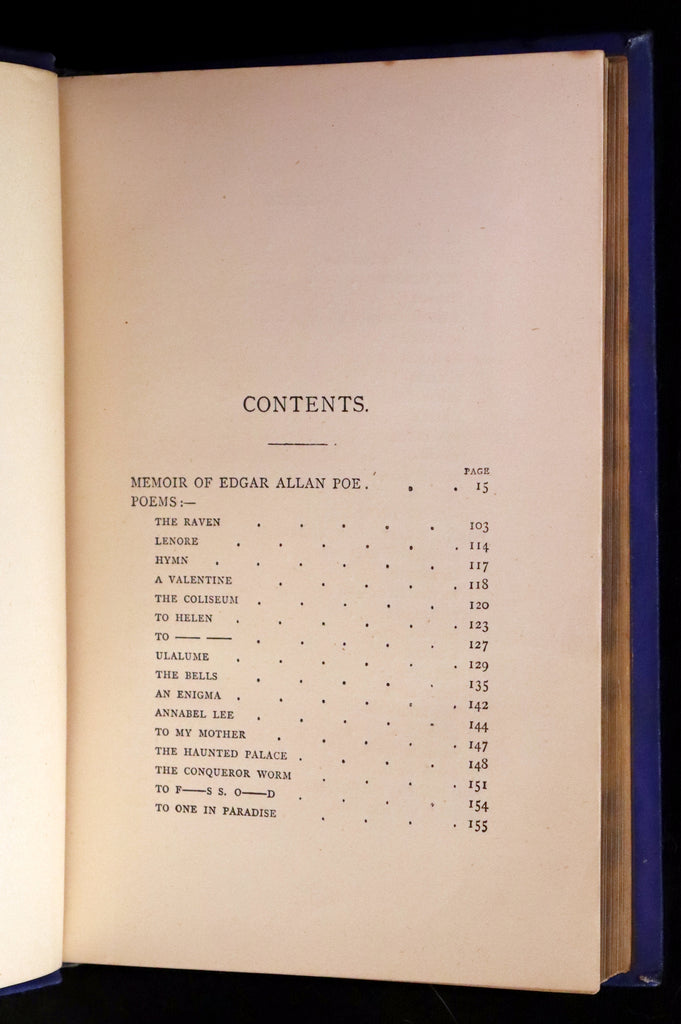 CONTENTS.
PAGE
MEMOIR OF EDGAR ALLAN POE . . . 15
POEMS :—
THE RAVEN . . . . . 103
LENORE . . . . . . 114
HYMN . . . . . . . 117
A VALENTINE . . . . . 118
THE COLISEUM . . . . . 120
TO HELEN . . . . . . 123
TO —— —— . . . . . 127
ULALUME . . . . . . 129
THE BELLS . . . . . 135
AN ENIGMA . . . . . . 142
ANNABEL LEE . . . . . 144
TO MY MOTHER . . . . . 147
THE HAUNTED PALACE . . . . 148
THE CONQUEROR WORM . . . . 151
TO F——S S. O——D . . . . 154
TO ONE IN PARADISE . . . . 155